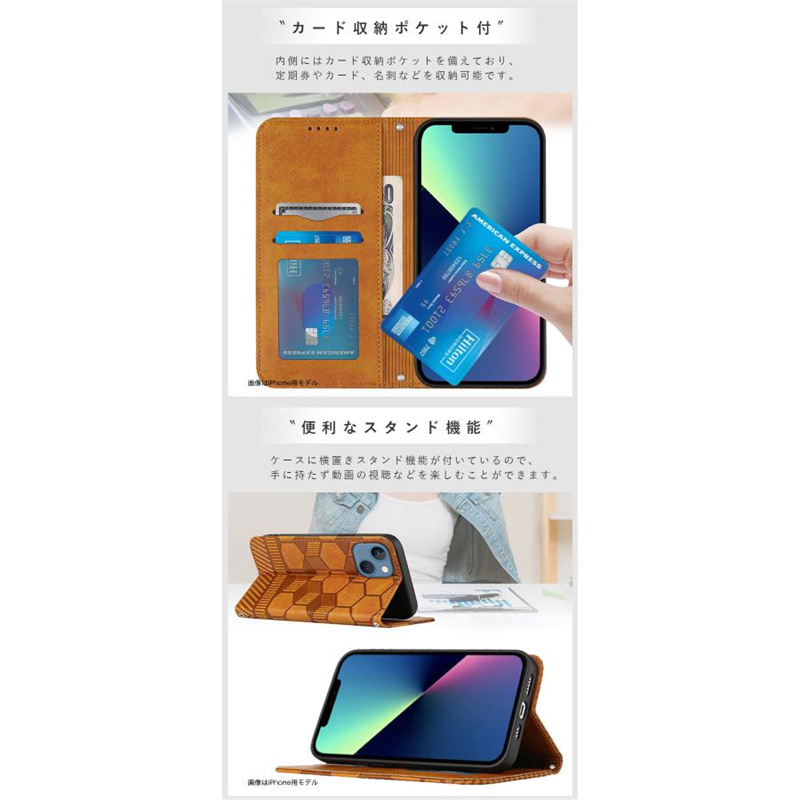 〝カード収納ポケット付〞
内側にはカード収納ポケットを備えており、
定期券やカード、名刺などを収納可能です。
AMERICAN EXPRESS
Hilton
HONORS
AMERICAN EXPRESS
画像はiPhone用モデル
〝便利なスタンド機能〞
ケースに横置きスタンド機能が付いているので、
手に持たず動画の視聴などを楽しむことができます。
画像はiPhone用モデル